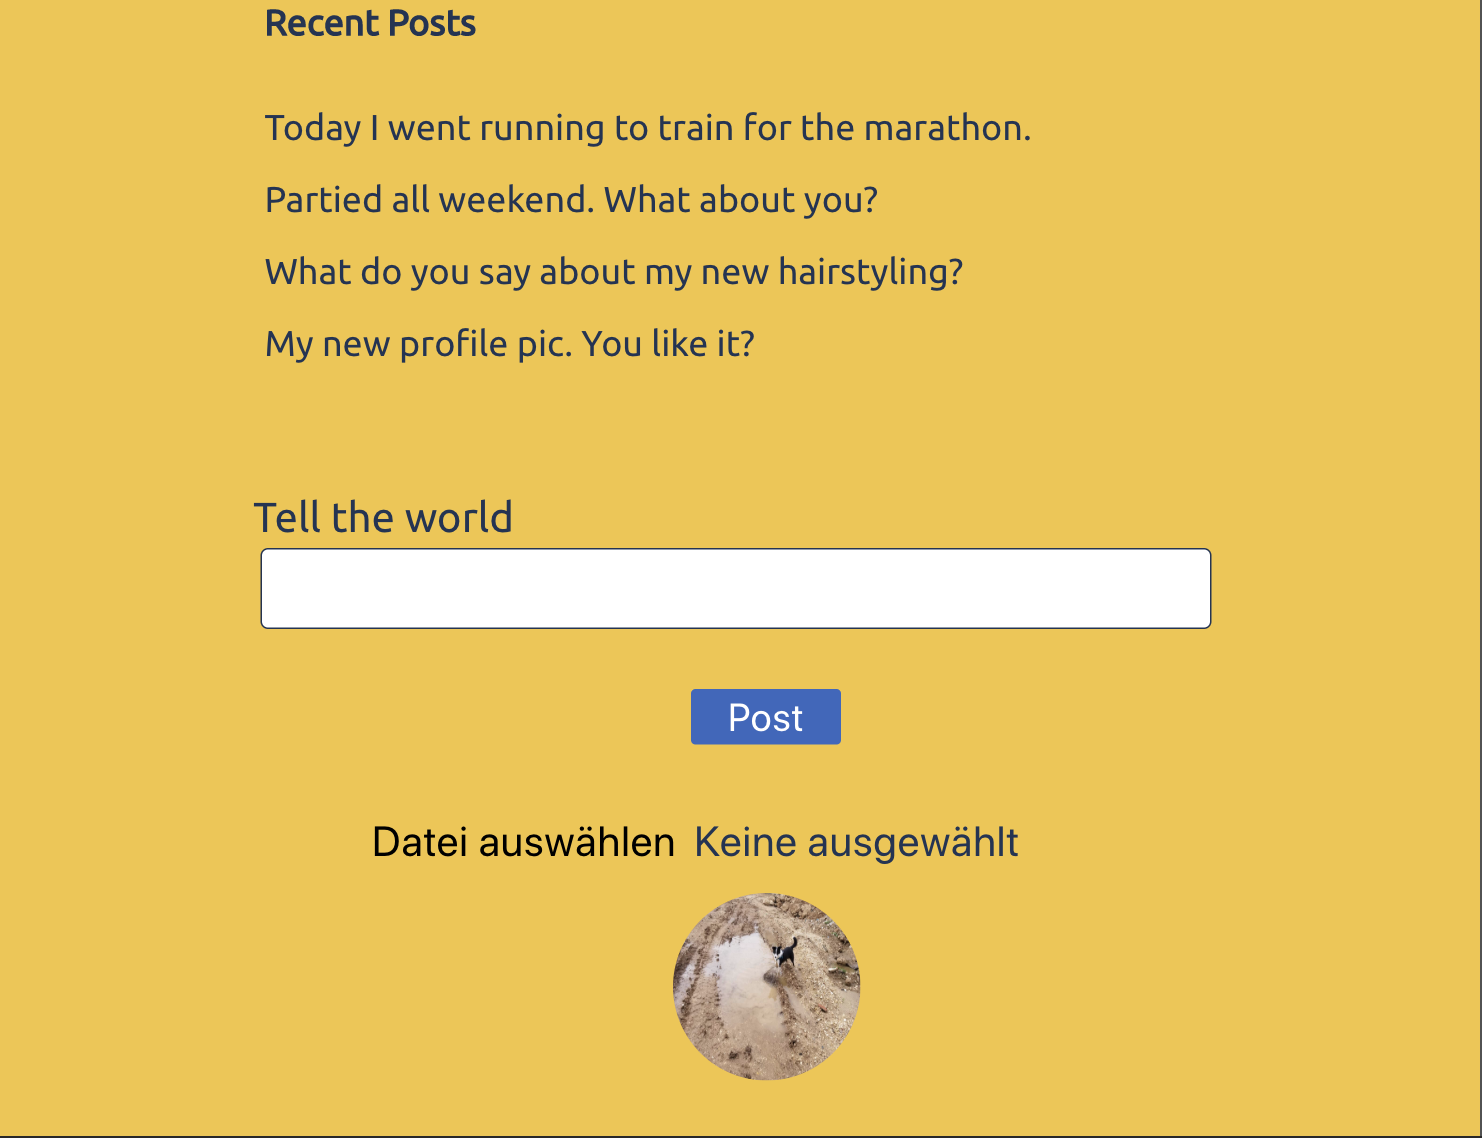 Recent Posts
Today I went running to train for the marathon.
Partied all weekend. What about you?
What do you say about my new hairstyling?
My new profile pic. You like it?
Tell the world
Post
Datei auswählen Keine ausgewählt